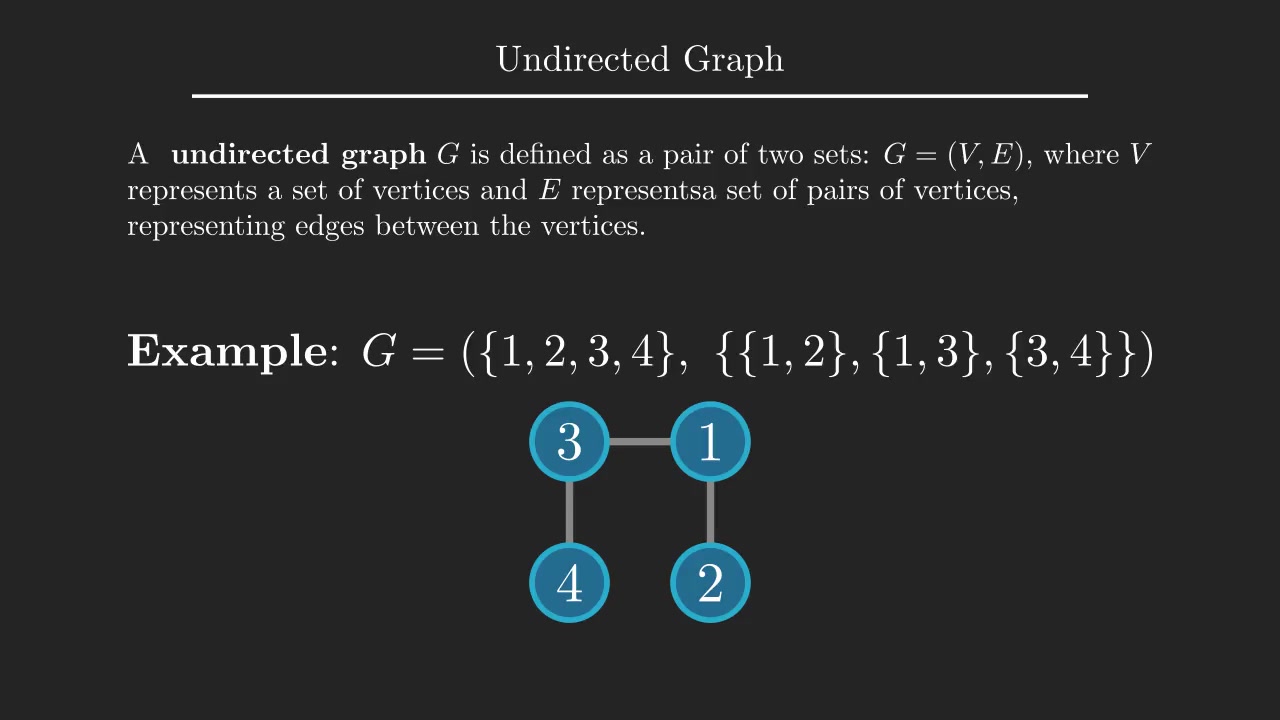 Undirected Graph
A undirected graph G is defined as a pair of two sets: G = (V, E), where V
represents a set of vertices and E representsa set of pairs of vertices,
representing edges between the vertices.
Example: G = ({1, 2, 3, 4}, {{1, 2}, {1, 3}, {3, 4}})
3 1
4 2